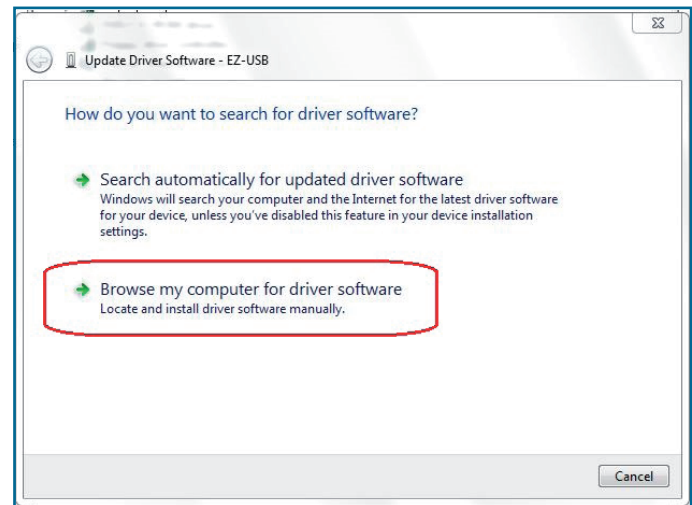 Update Driver Software - EZ-USB
How do you want to search for driver software?
Search automatically for updated driver software
Windows will search your computer and the Internet for the latest driver software
for your device, unless you've disabled this feature in your device installation
settings.
Browse my computer for driver software
Locate and install driver software manually.
Cancel